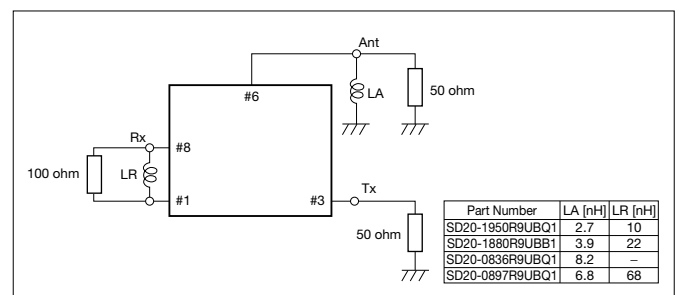 Ant
#6
LA
50 ohm
Rx
#8
100 ohm
LR
#1
#3
Tx
50 ohm
Part Number LA [nH] LR [nH]
SD20-1950R9UBQ1 2.7 10
SD20-1880R9UBB1 3.9 22
SD20-0836R9UBQ1 8.2 –
SD20-0897R9UBQ1 6.8 68